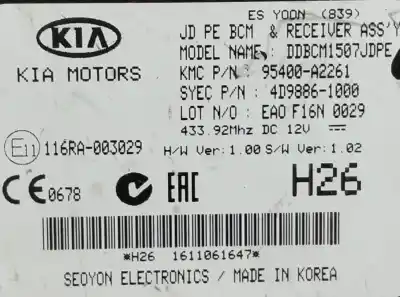 ES YOON (839)
KIA
KIA MOTORS
JD PE BCM & RECEIVER ASS'Y
MODEL NAME: DDBCM1507JDPE
KMC P/N : 95400-A2261
SYEC P/N : 4D9886-1000
LOT N/O : EAO F16N 0029
433.92Mhz DC 12V
E11 116RA-003029
H/W Ver:1.00 S/W Ver:1.02
CE 0678 EAC H26
*H26 1611061647*
SEOYON ELECTRONICS / MADE IN KOREA